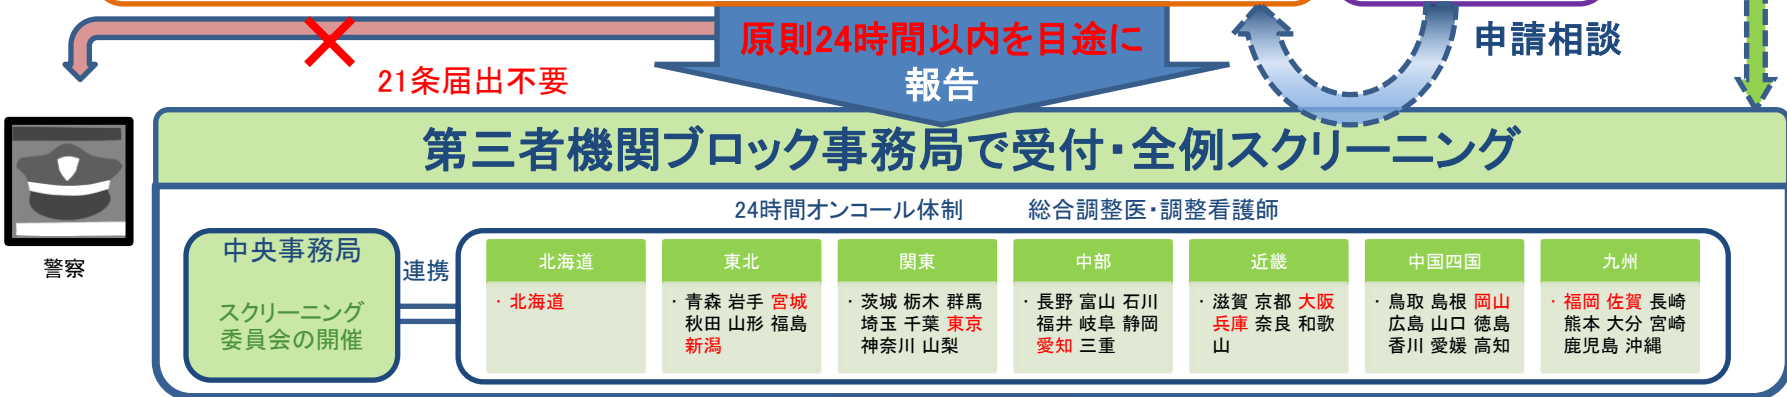 原則24時間以内を目途に
報告
申請相談
21条届出不要
第三者機関ブロック事務局で受付・全例スクリーニング
24時間オンコール体制 総合調整医・調整看護師
警察
中央事務局
スクリーニング
委員会の開催
連携
北海道
・北海道
東北
・青森 岩手 宮城
秋田 山形 福島
新潟
関東
・茨城 栃木 群馬
埼玉 千葉 東京
神奈川 山梨
中部
・長野 富山 石川
福井 岐阜 静岡
愛知 三重
近畿
・滋賀 京都 大阪
兵庫 奈良 和歌
山
中国四国
・鳥取 島根 岡山
広島 山口 徳島
香川 愛媛 高知
九州
・福岡 佐賀 長崎
熊本 大分 宮崎
鹿児島 沖縄